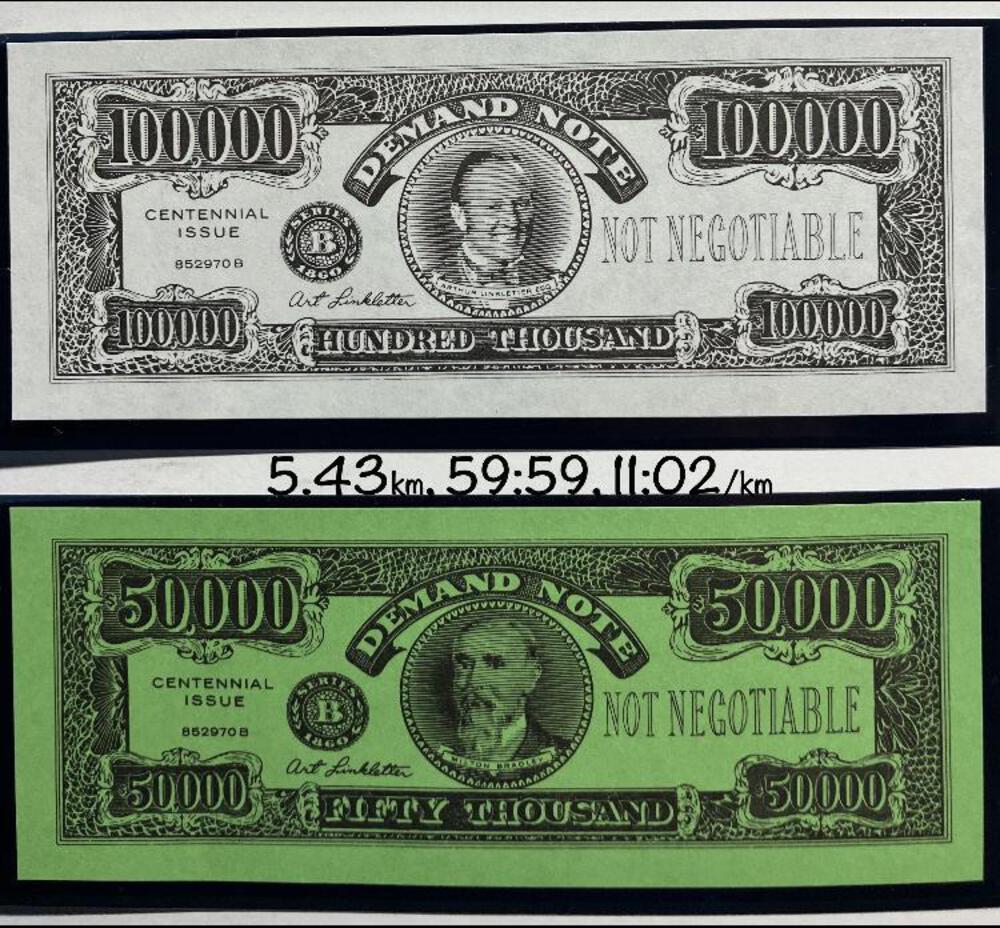 100,000
DEMAND NOTE
100,000
CENTENNIAL
ISSUE
SERIES
B
1860
NOT NEGOTIABLE
852970 B
ARTHUR LINKLETTER ESQ
Art Linkletter
100,000
HUNDRED THOUSAND
100,000
5.43km, 59:59, 11:02/km
50,000
DEMAND NOTE
50,000
CENTENNIAL
ISSUE
SERIES
B
1860
NOT NEGOTIABLE
852970 B
MILTON BRADLEY
Art Linkletter
50,000
FIFTY THOUSAND
50,000